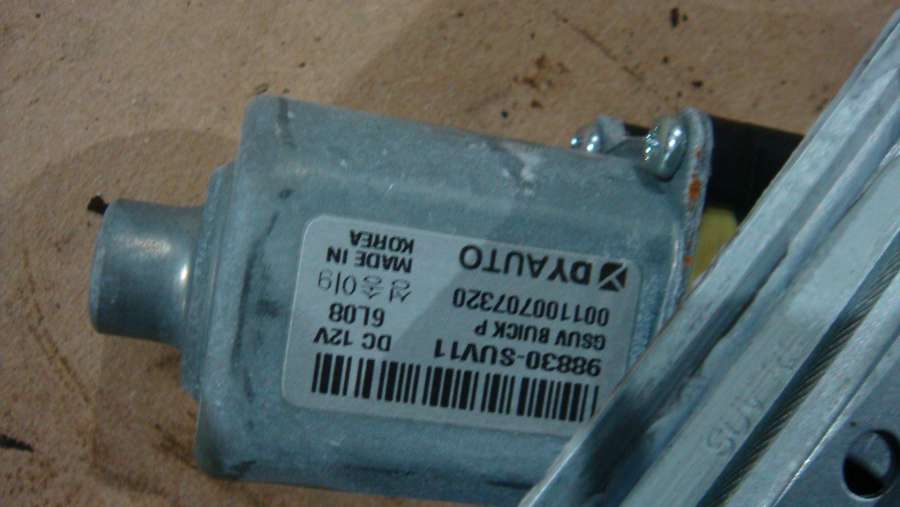 98830-SUV11 DC 12V
GSUV BUICK P 6L08
001100707320
DYAUTO MADE IN
KOREA